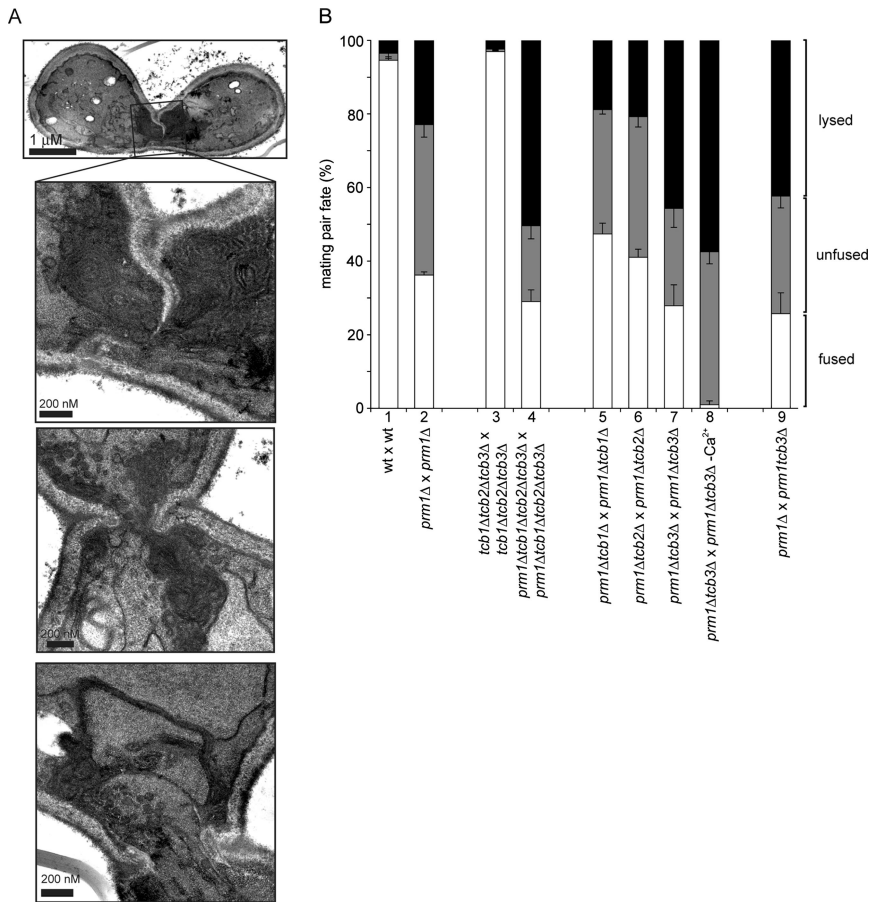 A
1 µM
200 nM
200 nM
200 nM
B
mating pair fate (%)
100
80
60
40
20
0
lysed
unfused
fused
1
2
3
4
5
6
7
8
9
wt x wt
prm1Δ x prm1Δ
tcb1Δtcb2Δtcb3Δ x
tcb1Δtcb2Δtcb3Δ
prm1Δtcb1Δtcb2Δtcb3Δ x
prm1Δtcb1Δtcb2Δtcb3Δ
prm1Δtcb1Δ x prm1Δtcb1Δ
prm1Δtcb2Δ x prm1Δtcb2Δ
prm1Δtcb3Δ x prm1Δtcb3Δ
prm1Δtcb3Δ x prm1Δtcb3Δ -Ca²⁺
prm1Δ x prm1tcb3Δ